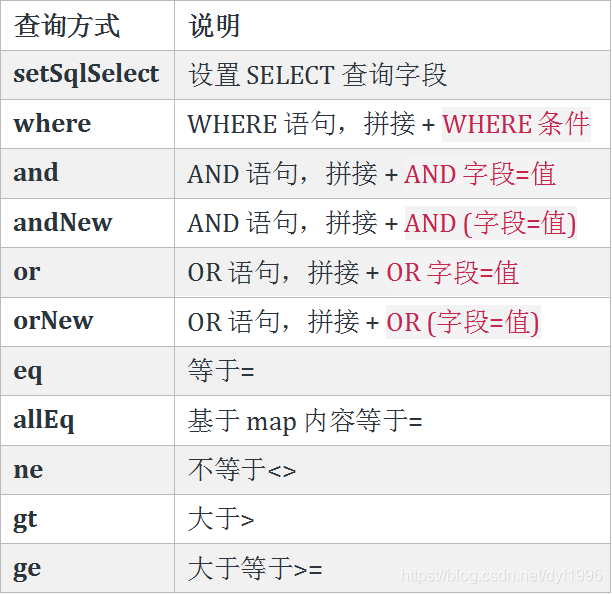 查询方式 说明
setSqlSelect 设置 SELECT 查询字段
where WHERE 语句，拼接 + WHERE 条件
and AND 语句，拼接 + AND 字段=值
andNew AND 语句，拼接 + AND (字段=值)
or OR 语句，拼接 + OR 字段=值
orNew OR 语句，拼接 + OR (字段=值)
eq 等于=
allEq 基于 map 内容等于=
ne 不等于<>
gt 大于>
ge 大于等于>=
https://blog.csdn.net/dyf1996